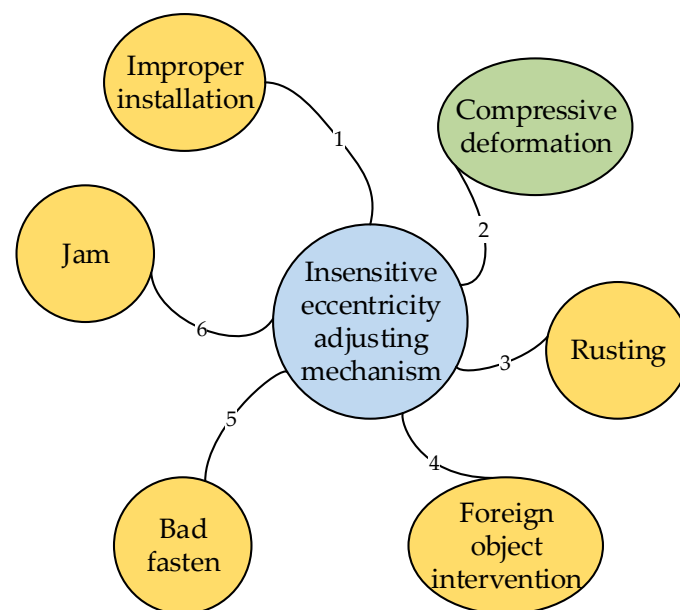 Improper
installation
1
Compressive
deformation
2
Jam
6
Insensitive
eccentricity
adjusting
mechanism
3
Rusting
5
4
Bad
fasten
Foreign
object
intervention